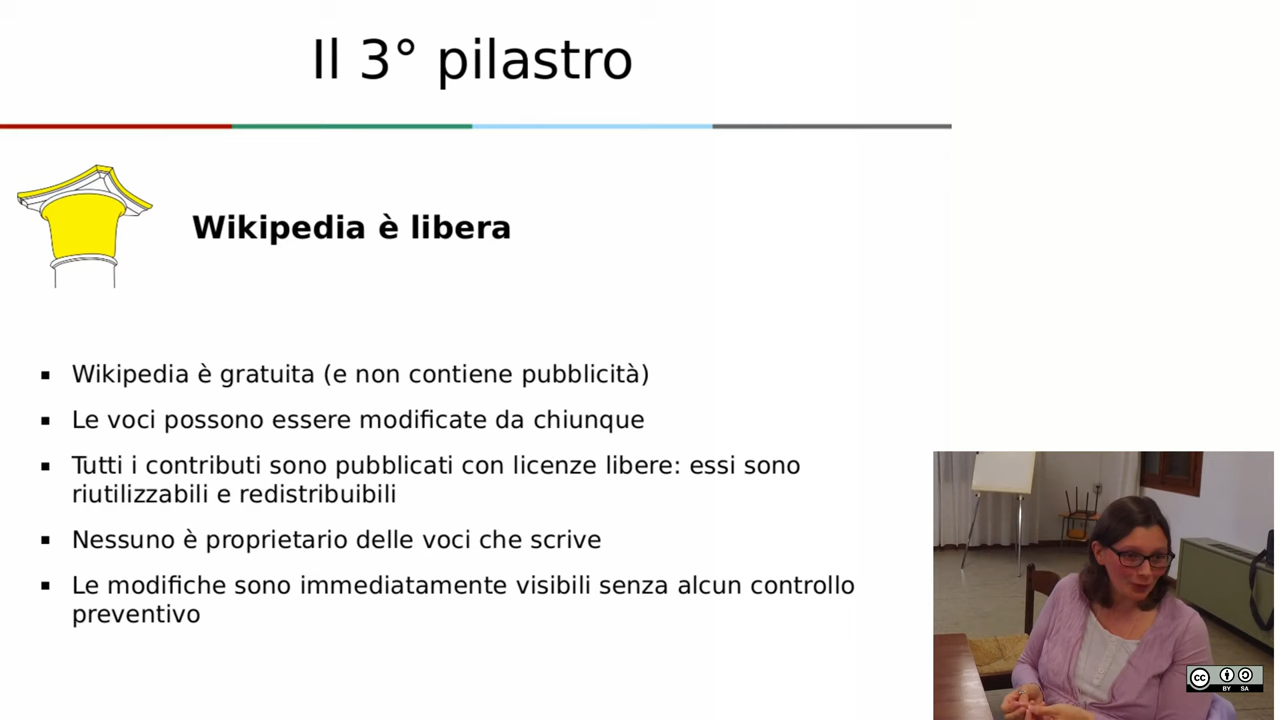 Il 3° pilastro
Wikipedia è libera
Wikipedia è gratuita (e non contiene pubblicità)
Le voci possono essere modificate da chiunque
Tutti i contributi sono pubblicati con licenze libere: essi sono
riutilizzabili e redistribuibili
Nessuno è proprietario delle voci che scrive
Le modifiche sono immediatamente visibili senza alcun controllo
preventivo
cc
BY SA